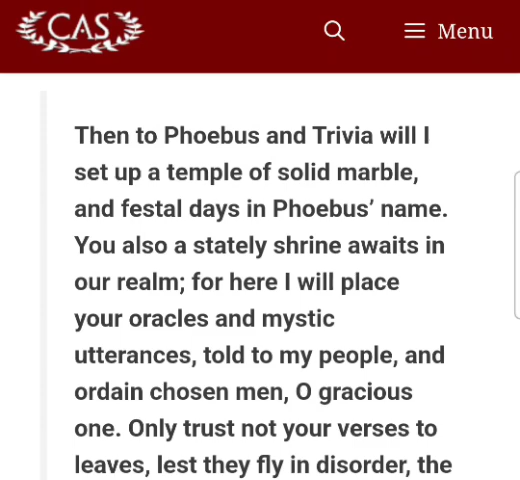 CAS
Menu
Then to Phoebus and Trivia will I
set up a temple of solid marble,
and festal days in Phoebus’ name.
You also a stately shrine awaits in
our realm; for here I will place
your oracles and mystic
utterances, told to my people, and
ordain chosen men, O gracious
one. Only trust not your verses to
leaves, lest they fly in disorder, the